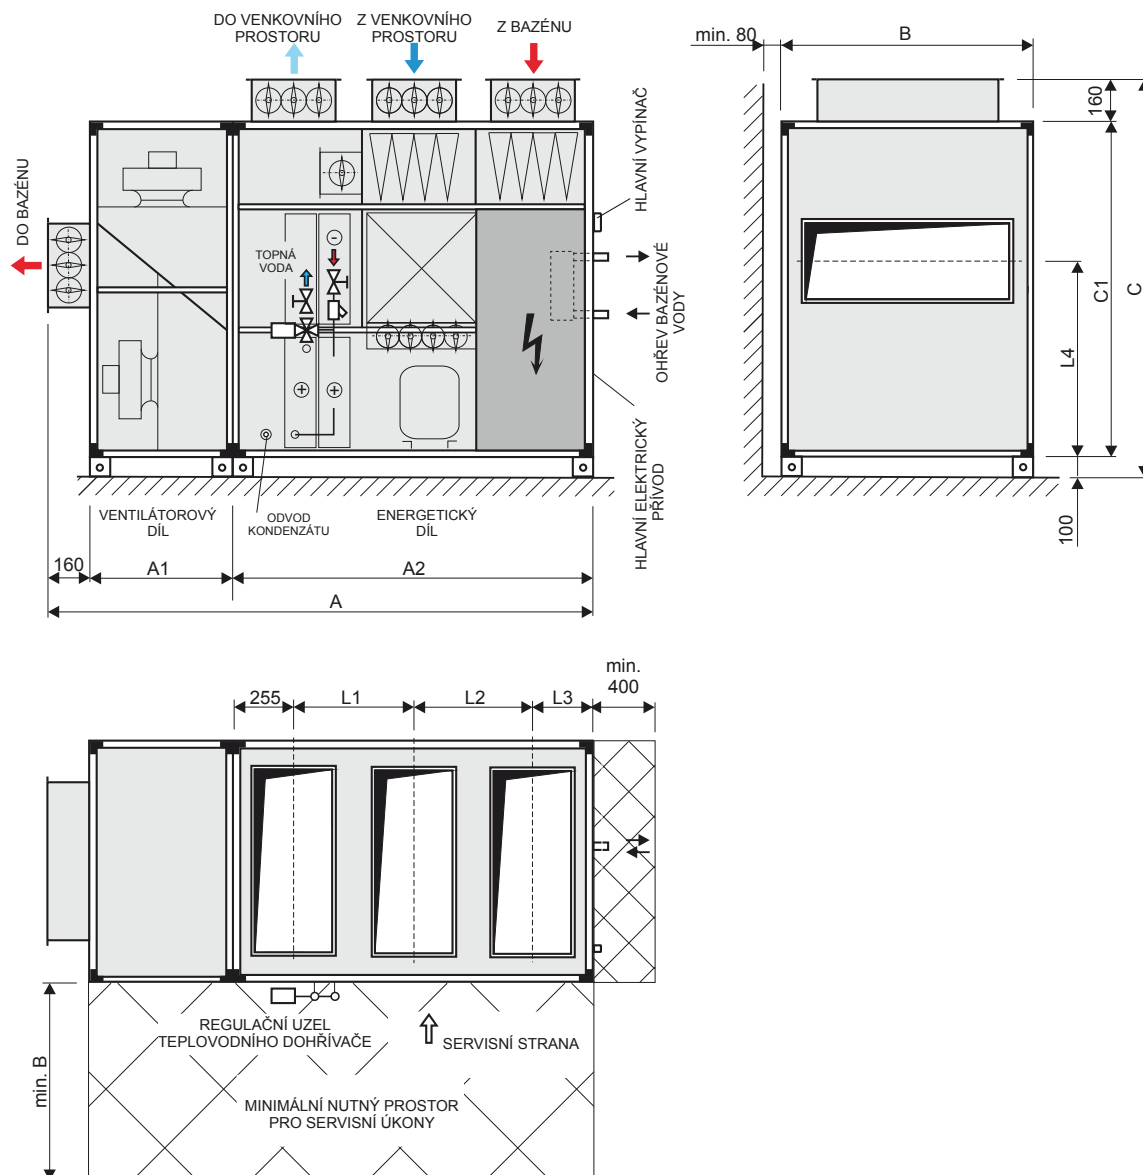 DO VENKOVNÍHO
PROSTORU
Z VENKOVNÍHO
PROSTORU
Z BAZÉNU
DO BAZÉNU
HLAVNÍ VYPÍNAČ
TOPNÁ
VODA
OHŘEV BAZÉNOVÉ
VODY
HLAVNÍ ELEKTRICKÝ
PŘÍVOD
VENTILÁTOROVÝ
DÍL
ODVOD
KONDENZÁTU
ENERGETICKÝ
DÍL
160
A1
A2
A
min. 80
B
160
C1
C
L4
100
255
L1
L2
L3
min.
400
REGULAČNÍ UZEL
TEPLOVODNÍHO DOHŘÍVAČE
SERVISNÍ STRANA
min. B
MINIMÁLNÍ NUTNÝ PROSTOR
PRO SERVISNÍ ÚKONY